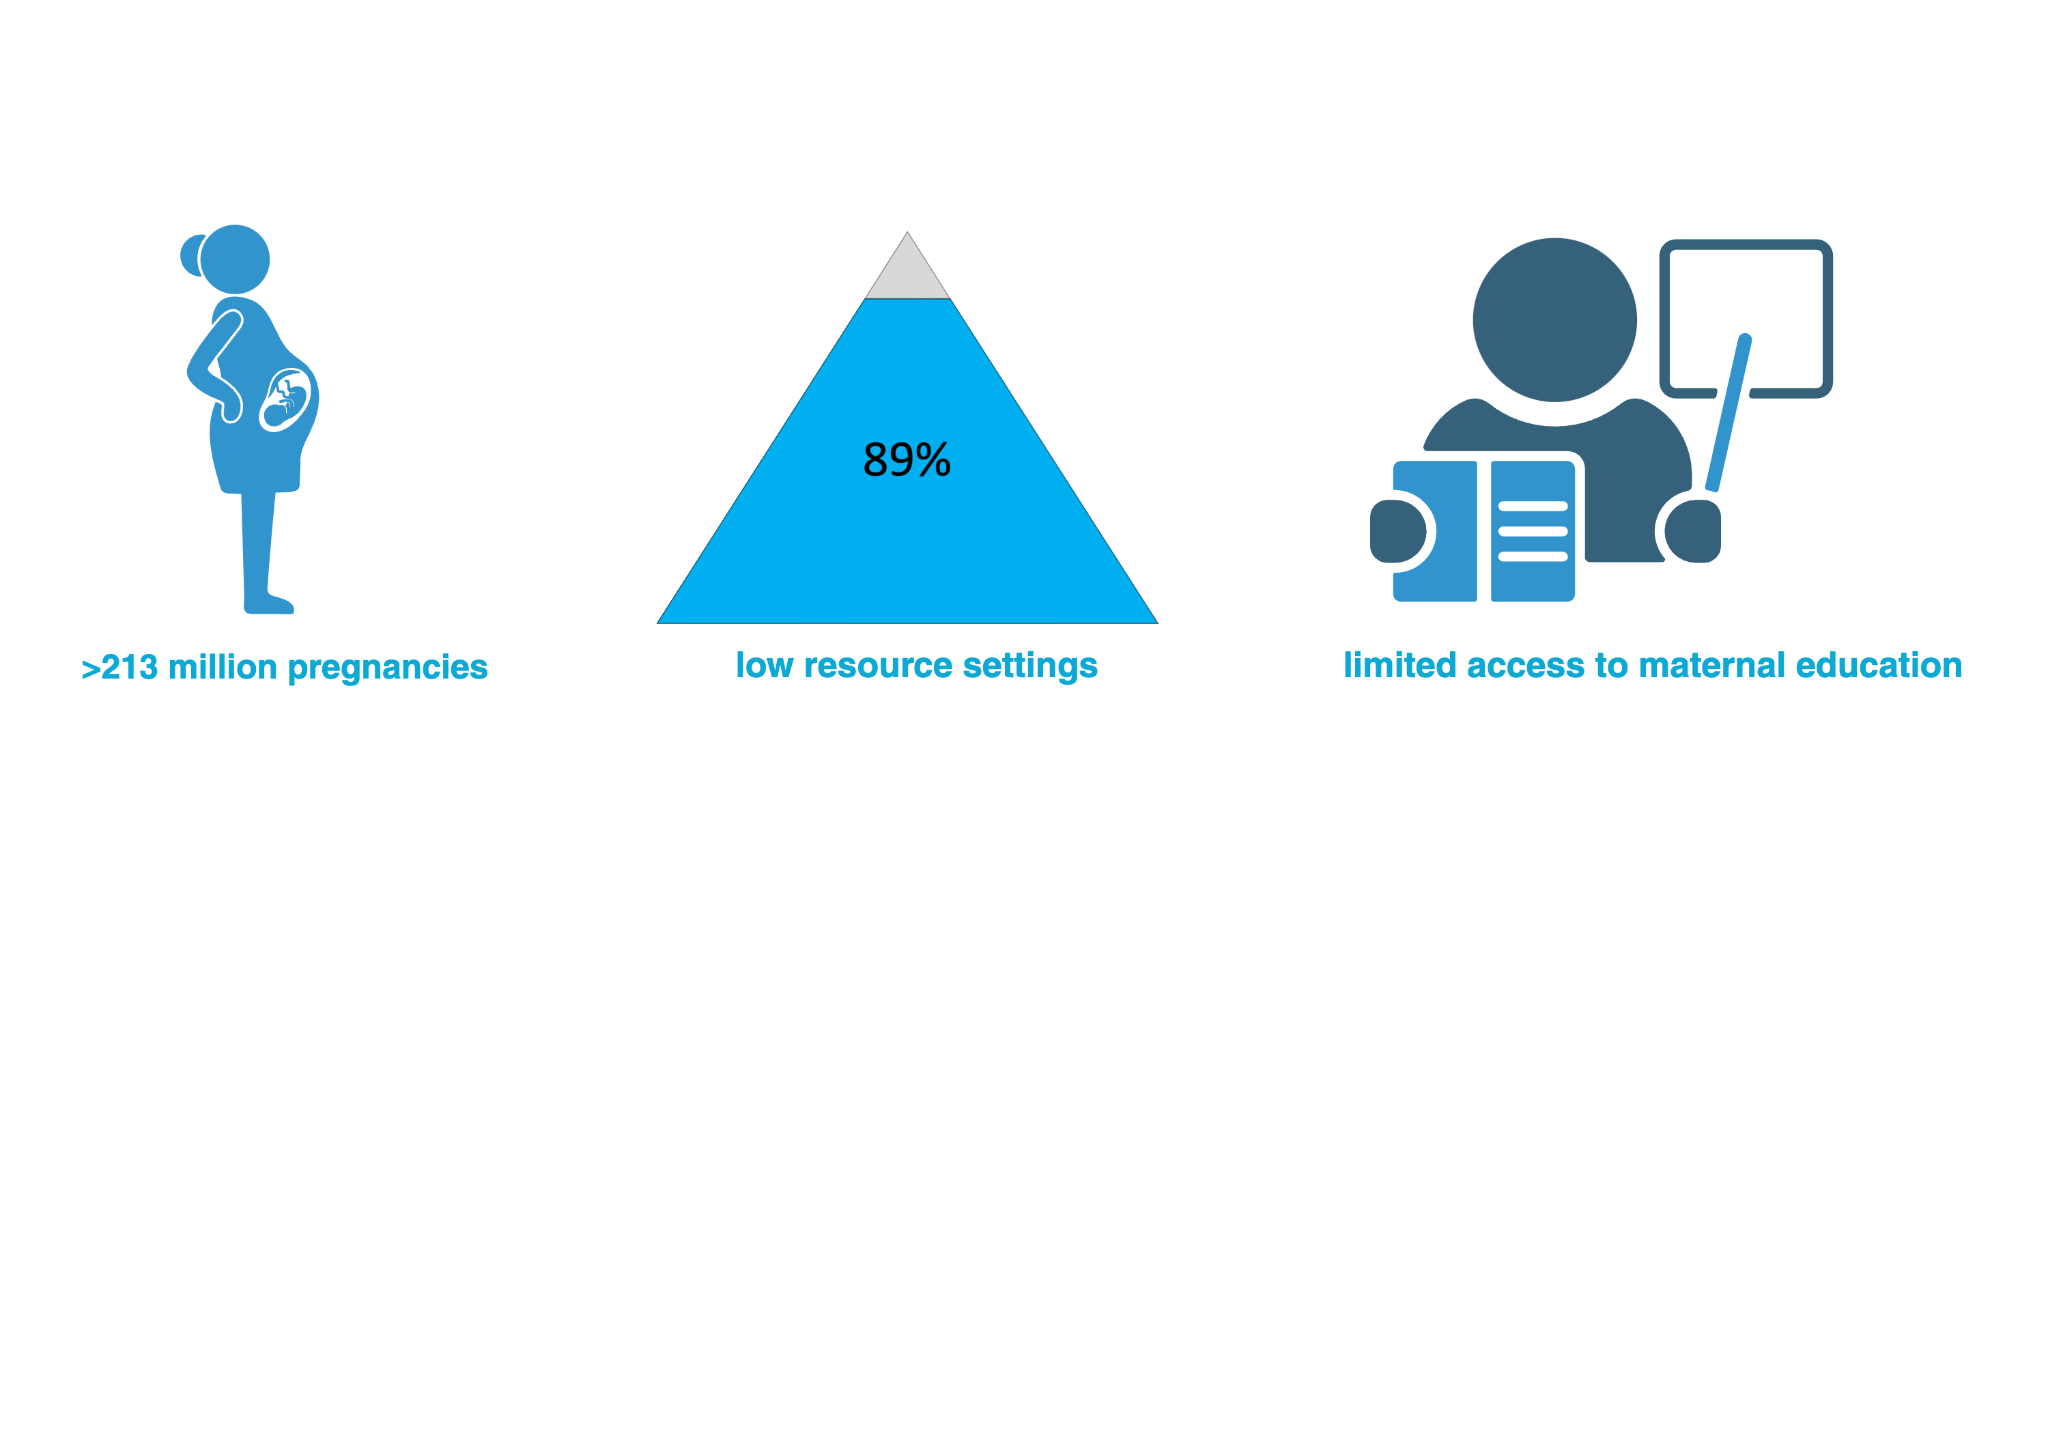 89%
>213 million pregnancies
low resource settings
limited access to maternal education